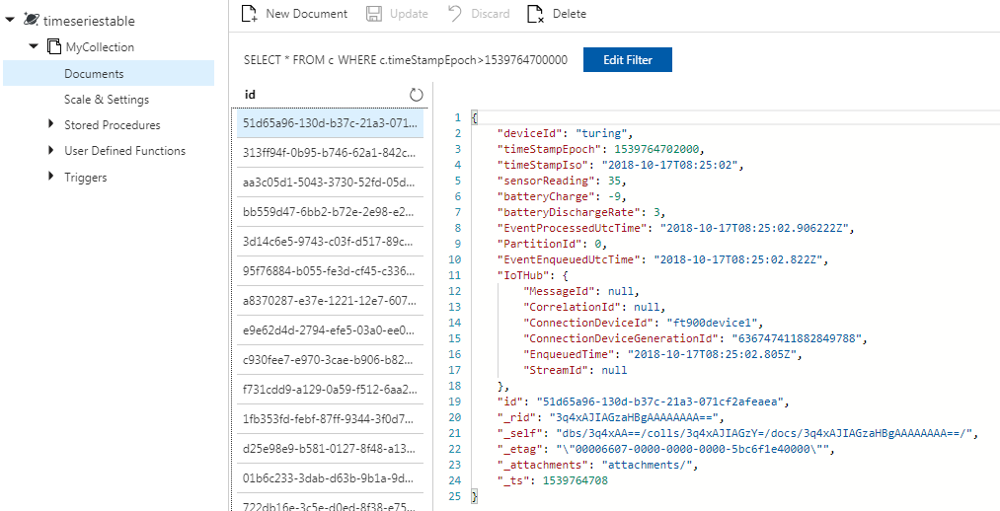 timeseriestable
MyCollection
Documents
Scale & Settings
Stored Procedures
User Defined Functions
Triggers
New Document Update Discard Delete
SELECT * FROM c WHERE c.timeStampEpoch>1539764700000 Edit Filter
id
51d65a96-130d-b37c-21a3-071...
313ff94f-0b95-b746-62a1-842c...
aa3c05d1-5043-3730-52fd-05d...
bb559d47-6bb2-b72e-2e98-e2...
3d14c6e5-9743-c03f-d517-89c...
95f76884-b055-fe3d-cf45-c336...
a8370287-e37e-1221-12e7-607...
e9e62d4d-2794-efe5-03a0-ee0...
c930fee7-e970-3cae-b906-b82...
f731cdd9-a129-0a59-f512-6aa2...
1fb353fd-febf-87ff-9344-3f0d7...
d25e98e9-b581-0127-8f48-a13...
01b6c233-3dab-d63b-9b1a-9d...
722db16e-3c5e-d0ed-8f38-e75...
1 {
2 "deviceId": "turing",
3 "timeStampEpoch": 1539764702000,
4 "timeStampIso": "2018-10-17T08:25:02",
5 "sensorReading": 35,
6 "batteryCharge": -9,
7 "batteryDischargeRate": 3,
8 "EventProcessedUtcTime": "2018-10-17T08:25:02.906222Z",
9 "PartitionId": 0,
10 "EventEnqueuedUtcTime": "2018-10-17T08:25:02.822Z",
11 "IoTHub": {
12 "MessageId": null,
13 "CorrelationId": null,
14 "ConnectionDeviceId": "ft900device1",
15 "ConnectionDeviceGenerationId": "636747411882849788",
16 "EnqueuedTime": "2018-10-17T08:25:02.805Z",
17 "StreamId": null
18 },
19 "id": "51d65a96-130d-b37c-21a3-071cf2afeaea",
20 "_rid": "3q4xAJIAGzaHBgAAAAAAAA==",
21 "_self": "dbs/3q4xAA==/colls/3q4xAJIAGzY=/docs/3q4xAJIAGzaHBgAAAAAAAA==/",
22 "_etag": "\"00006607-0000-0000-0000-5bc6f1e40000\"",
23 "_attachments": "attachments/",
24 "_ts": 1539764708
25 }